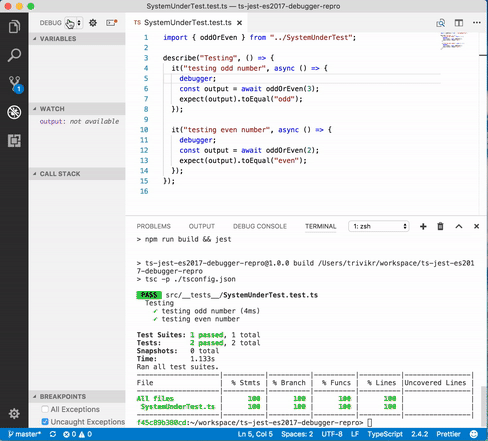 SystemUnderTest.test.ts — ts-jest-es2017-debugger-repro
DEBUG
TS SystemUnderTest.test.ts
VARIABLES
WATCH
output: not available
CALL STACK
BREAKPOINTS
All Exceptions
Uncaught Exceptions
1
1 import { oddOrEven } from "../SystemUnderTest";
2
3 describe("Testing", () => {
4 it("testing odd number", async () => {
5 debugger;
6 const output = await oddOrEven(3);
7 expect(output).toEqual("odd");
8 });
9
10 it("testing even number", async () => {
11 debugger;
12 const output = await oddOrEven(2);
13 expect(output).toEqual("even");
14 });
15 });
16
PROBLEMS OUTPUT DEBUG CONSOLE TERMINAL 1: zsh
> npm run build && jest
> ts-jest-es2017-debugger-repro@1.0.0 build /Users/trivikr/workspace/ts-jest-es201
7-debugger-repro
> tsc -p ./tsconfig.json
PASS src/__tests__/SystemUnderTest.test.ts
Testing
✓ testing odd number (4ms)
✓ testing even number
Test Suites: 1 passed, 1 total
Tests: 2 passed, 2 total
Snapshots: 0 total
Time: 1.133s
Ran all test suites.
File | % Stmts | % Branch | % Funcs | % Lines |Uncovered Lines |
All files | 100 | 100 | 100 | 100 | |
SystemUnderTest.ts | 100 | 100 | 100 | 100 | |
f45c89b380cd:~/workspace/ts-jest-es2017-debugger-repro>
master* 0 0 Ln 5, Col 5 Spaces: 2 UTF-8 LF TypeScript 2.4.2 Prettier